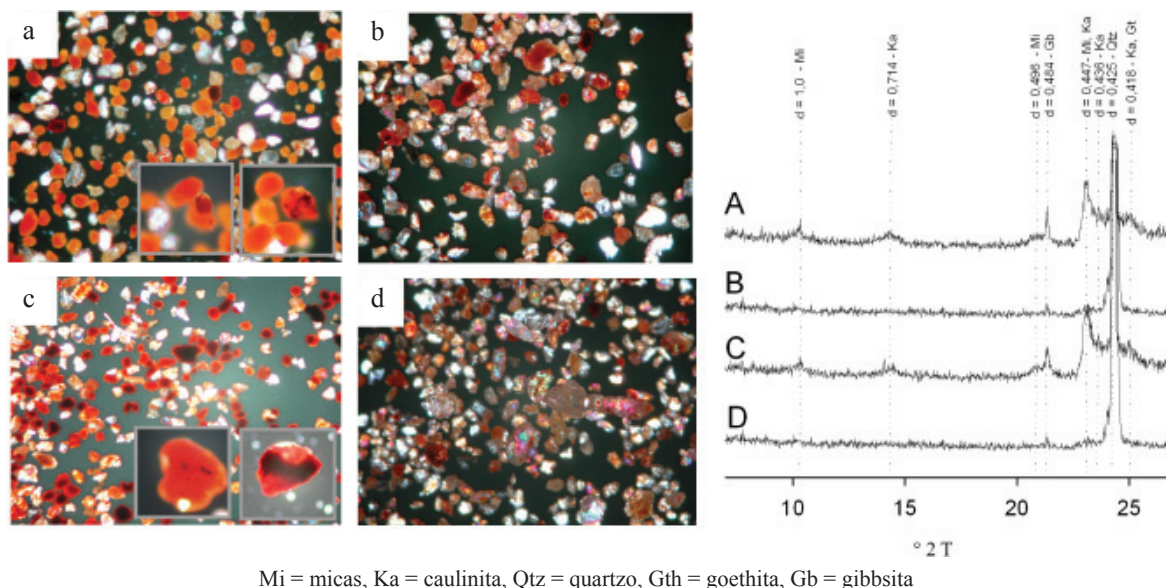 a
b
c
d
d = 1,0 - Mi
d = 0,714 - Ka
d = 0,496 - Mi
d = 0,484 - Gb
d = 0,447- Mi, Ka
d = 0,436 - Ka
d = 0,425 - Qtz
d = 0,418 - Ka, Gt
A
B
C
D
10
15
20
25
° 2 T
Mi = micas, Ka = caulinita, Qtz = quartzo, Gth = goethita, Gb = gibbsita